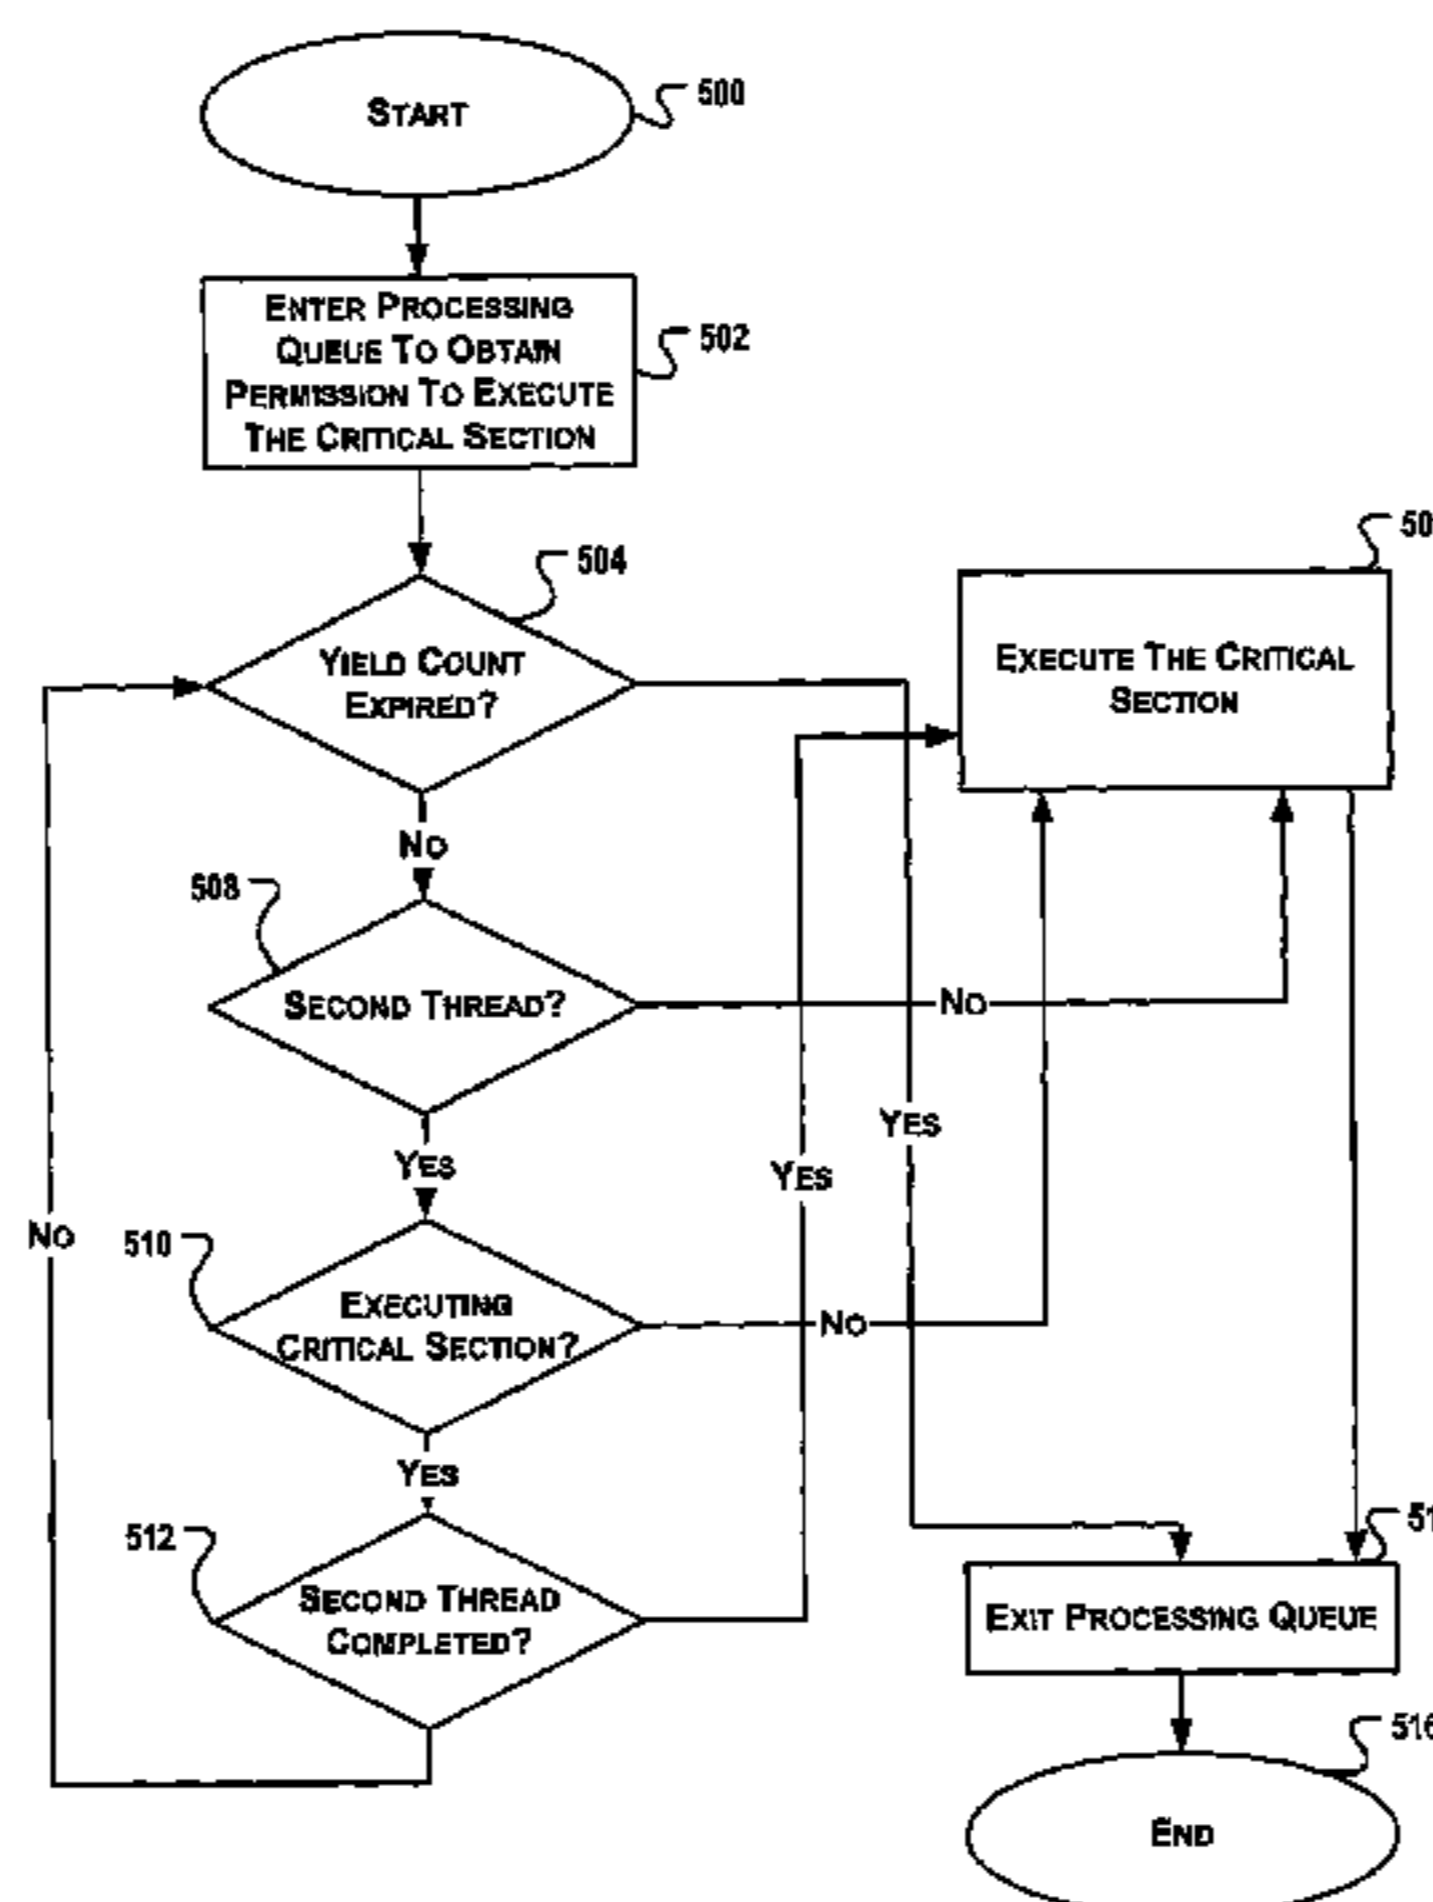 START
500
ENTER PROCESSING
QUEUE TO OBTAIN
PERMISSION TO EXECUTE
THE CRITICAL SECTION
502
504
YIELD COUNT
EXPIRED?
EXECUTE THE CRITICAL
SECTION
NO
508
SECOND THREAD?
NO
YES
YES
YES
NO
510
EXECUTING
CRITICAL SECTION?
NO
YES
512
SECOND THREAD
COMPLETED?
EXIT PROCESSING QUEUE
516
END